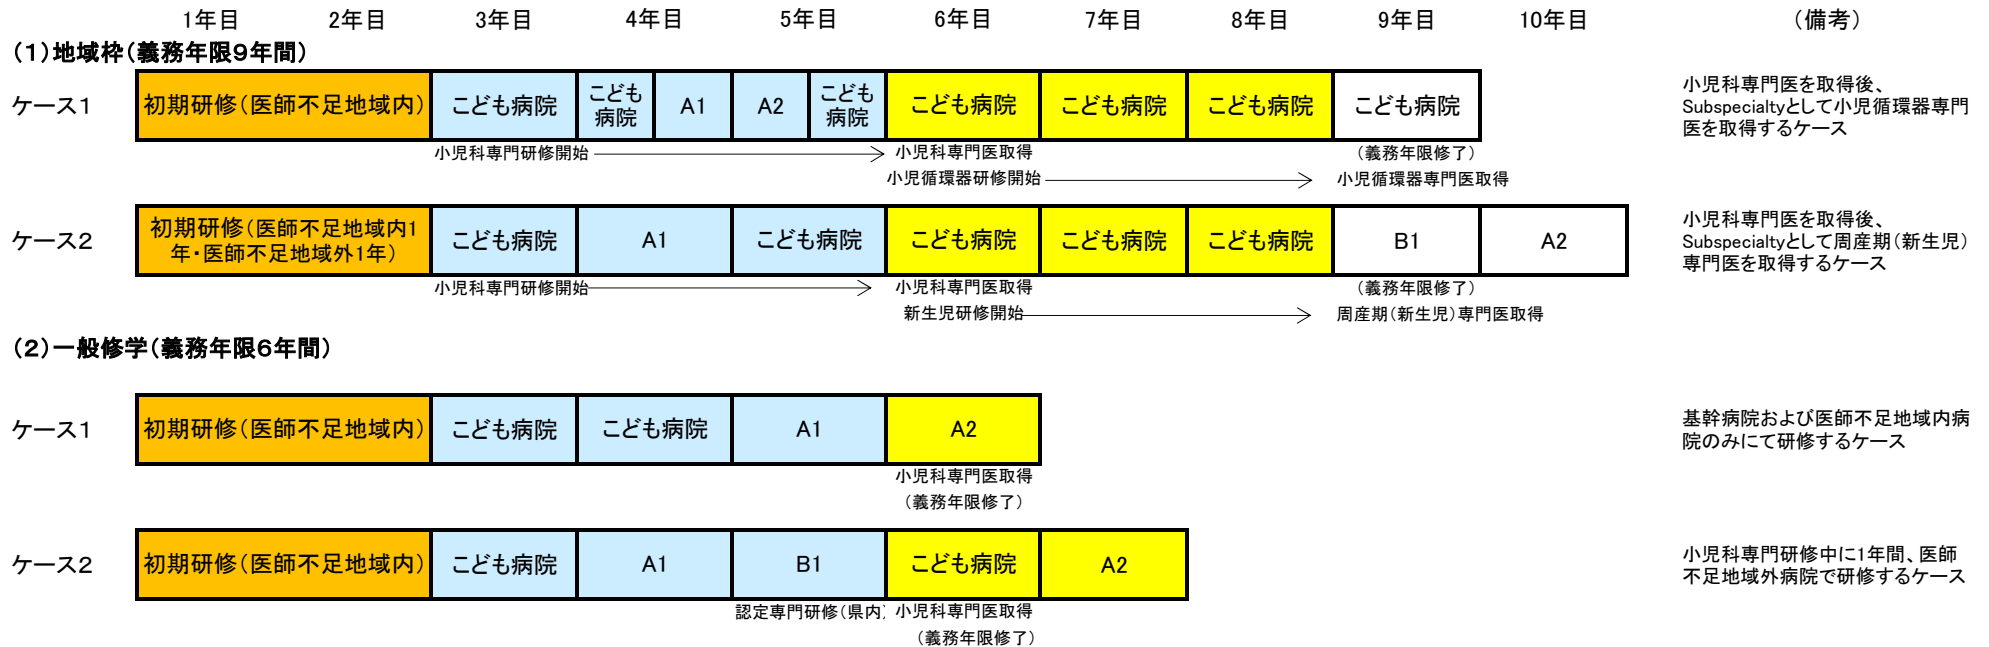 1年目 2年目 3年目 4年目 5年目 6年目 7年目 8年目 9年目 10年目 （備考）
（1）地域枠（義務年限9年間）
ケース1
初期研修（医師不足地域内）
こども病院
こども
病院
A1
A2
こども
病院
こども病院
こども病院
こども病院
こども病院
小児科専門医を取得後、
Subspecialtyとして小児循環器専門
医を取得するケース
小児科専門研修開始
小児科専門医取得
（義務年限修了）
小児循環器研修開始
小児循環器専門医取得
ケース2
初期研修（医師不足地域内1
年・医師不足地域外1年）
こども病院
A1
こども病院
こども病院
こども病院
こども病院
B1
A2
小児科専門医を取得後、
Subspecialtyとして周産期（新生児）
専門医を取得するケース
小児科専門研修開始
小児科専門医取得
（義務年限修了）
新生児研修開始
周産期（新生児）専門医取得
（2）一般修学（義務年限6年間）
ケース1
初期研修（医師不足地域内）
こども病院
こども病院
A1
A2
基幹病院および医師不足地域内病
院のみにて研修するケース
小児科専門医取得
（義務年限修了）
ケース2
初期研修（医師不足地域内）
こども病院
A1
B1
こども病院
A2
小児科専門研修中に1年間、医師
不足地域外病院で研修するケース
認定専門研修（県内）
小児科専門医取得
（義務年限修了）